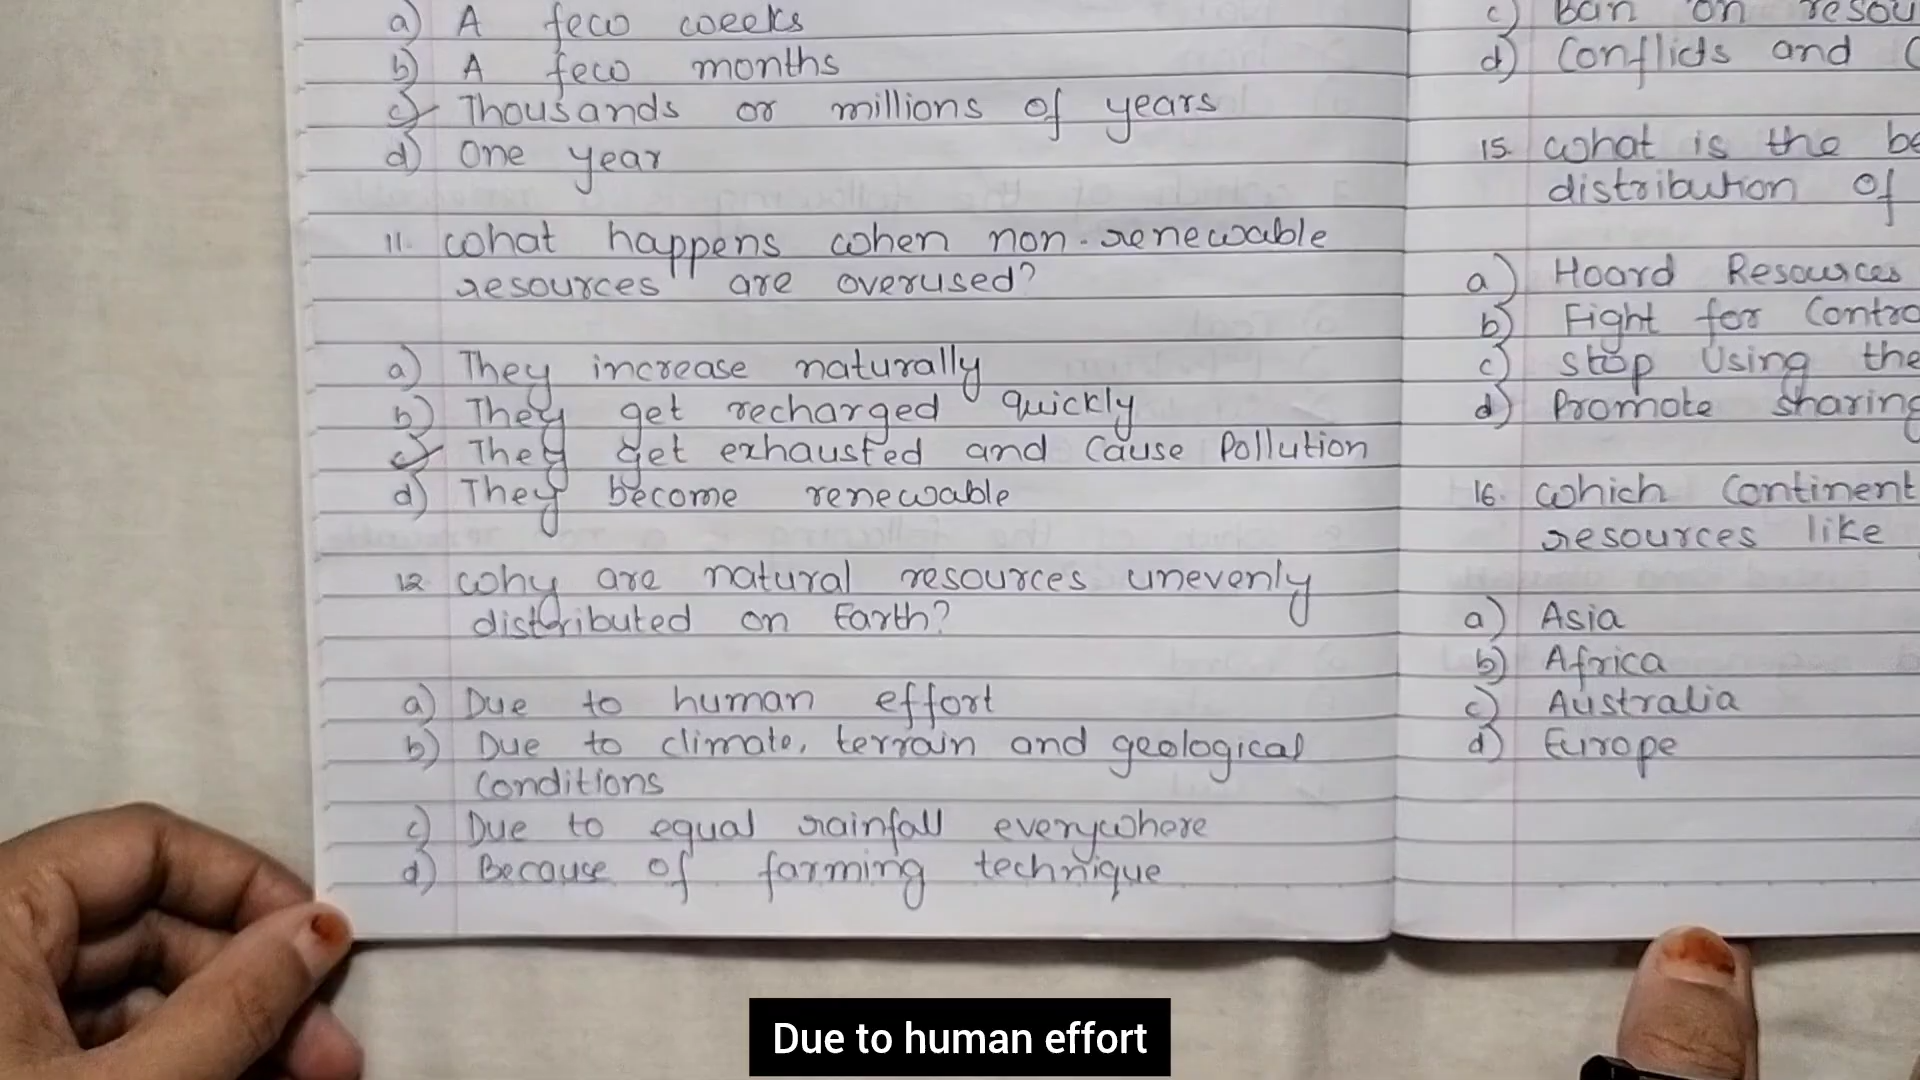 a) A few weeks
b) A few months
c) Thousands or millions of years
d) One year
11. What happens when non-renewable
resources are overused?
a) They increase naturally
b) They get recharged quickly
c) They get exhausted and Cause Pollution
d) They become renewable
12. Why are natural resources unevenly
distributed on Earth?
a) Due to human effort
b) Due to climate, terrain and geological
Conditions
c) Due to equal rainfall everywhere
d) Because of farming technique
c) Ban on
d) Conflicts and
15. What is the
distribution of
a) Hoard Resources
b) Fight for
c) Stop Using the
d) Promote sharing
16. Which Continent
resources like
a) Asia
b) Africa
c) Australia
d) Europe
Due to human effort